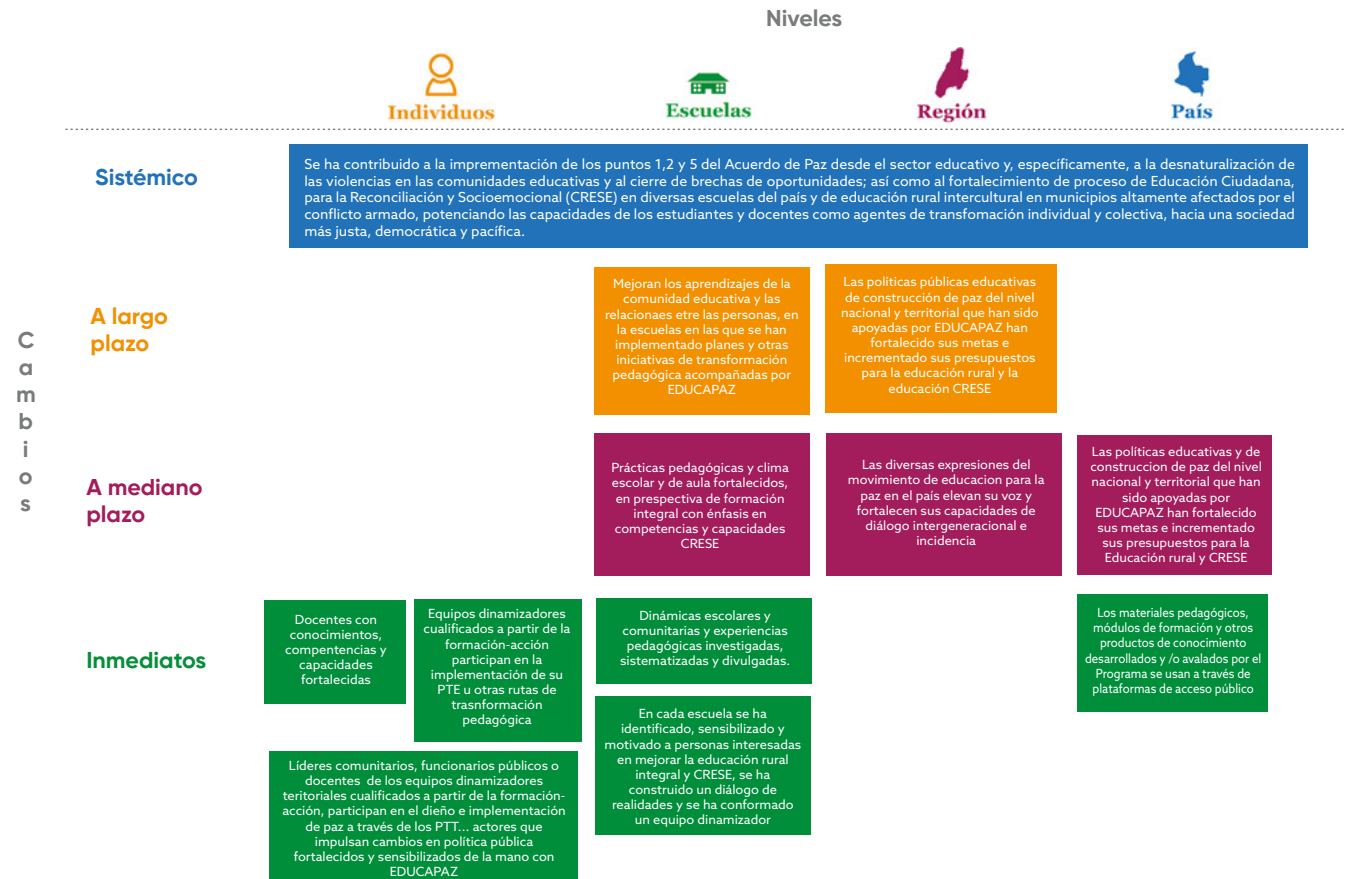 Niveles
Individuos
Escuelas
Región
País
Cambios
Sistémico
Se ha contribuido a la imprementación de los puntos 1,2 y 5 del Acuerdo de Paz desde el sector educativo y, específicamente, a la desnaturalización de
las violencias en las comunidades educativas y al cierre de brechas de oportunidades; así como al fortalecimiento de proceso de Educación Ciudadana,
para la Reconciliación y Socioemocional (CRESE) en diversas escuelas del país y de educación rural intercultural en municipios altamente afectados por el
conflicto armado, potenciando las capacidades de los estudiantes y docentes como agentes de transfomación individual y colectiva, hacia una sociedad
más justa, democrática y pacífica.
A largo
plazo
Mejoran los aprendizajes de la
comunidad educativa y las
relacionaes etre las personas, en
la escuelas en las que se han
implementado planes y otras
iniciativas de transformación
pedagógica acompañadas por
EDUCAPAZ
Las políticas públicas educativas
de construcción de paz del nivel
nacional y territorial que han sido
apoyadas por EDUCAPAZ han
fortalecido sus metas e
incrementado sus presupuestos
para la educación rural y la
educación CRESE
A mediano
plazo
Prácticas pedagógicas y clima
escolar y de aula fortalecidos,
en prespectiva de formación
integral con énfasis en
competencias y capacidades
CRESE
Las diversas expresiones del
movimiento de educacion para la
paz en el país elevan su voz y
fortalecen sus capacidades de
diálogo intergeneracional e
incidencia
Las políticas educativas y de
construccion de paz del nivel
nacional y territorial que han
sido apoyadas por
EDUCAPAZ han fortalecido
sus metas e incrementado
sus presupuestos para la
Educación rural y CRESE
Inmediatos
Docentes con
conocimientos,
compentencias y
capacidades
fortalecidas
Equipos dinamizadores
cualificados a partir de la
formación-acción
participan en la
implementación de su
PTE u otras rutas de
trasnformación
pedagógica
Dinámicas escolares y
comunitarias y experiencias
pedagógicas investigadas,
sistematizadas y divulgadas.
Los materiales pedagógicos,
módulos de formación y otros
productos de conocimiento
desarrollados y /o avalados por el
Programa se usan a través de
plataformas de acceso público
Líderes comunitarios, funcionarios públicos o
docentes de los equipos dinamizadores
teritoriales cualificados a partir de la formación-
acción, participan en el dieño e implementación
de paz a través de los PTT... actores que
impulsan cambios en política pública
fortalecidos y sensibilizados de la mano con
EDUCAPAZ
En cada escuela se ha
identificado, sensibilizado y
motivado a personas interesadas
en mejorar la educación rural
integral y CRESE, se ha
construido un diálogo de
realidades y se ha conformado
un equipo dinamizador